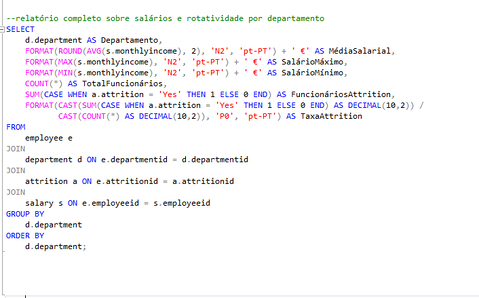 --relatório completo sobre salários e rotatividade por departamento
SELECT
d.department AS Departamento,
FORMAT(ROUND(AVG(s.monthlyincome), 2), 'N2', 'pt-PT') + ' €' AS MédiaSalarial,
FORMAT(MAX(s.monthlyincome), 'N2', 'pt-PT') + ' €' AS SalárioMáximo,
FORMAT(MIN(s.monthlyincome), 'N2', 'pt-PT') + ' €' AS SalárioMínimo,
COUNT(*) AS TotalFuncionários,
SUM(CASE WHEN a.attrition = 'Yes' THEN 1 ELSE 0 END) AS FuncionáriosAttrition,
FORMAT(CAST(SUM(CASE WHEN a.attrition = 'Yes' THEN 1 ELSE 0 END) AS DECIMAL(10,2)) /
CAST(COUNT(*) AS DECIMAL(10,2)), 'P0', 'pt-PT') AS TaxaAttrition
FROM
employee e
JOIN
department d ON e.departmentid = d.departmentid
JOIN
attrition a ON e.attritionid = a.attritionid
JOIN
salary s ON e.employeeid = s.employeeid
GROUP BY
d.department
ORDER BY
d.department;